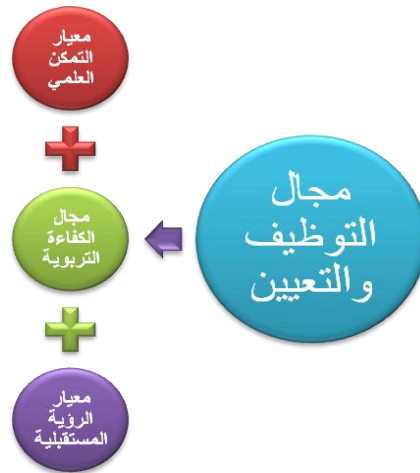 مجال
التوظيف
والتعيين
معيار
التمكن
العلمي
مجال
الكفاءة
التربوية
معيار
الرؤية
المستقبلية